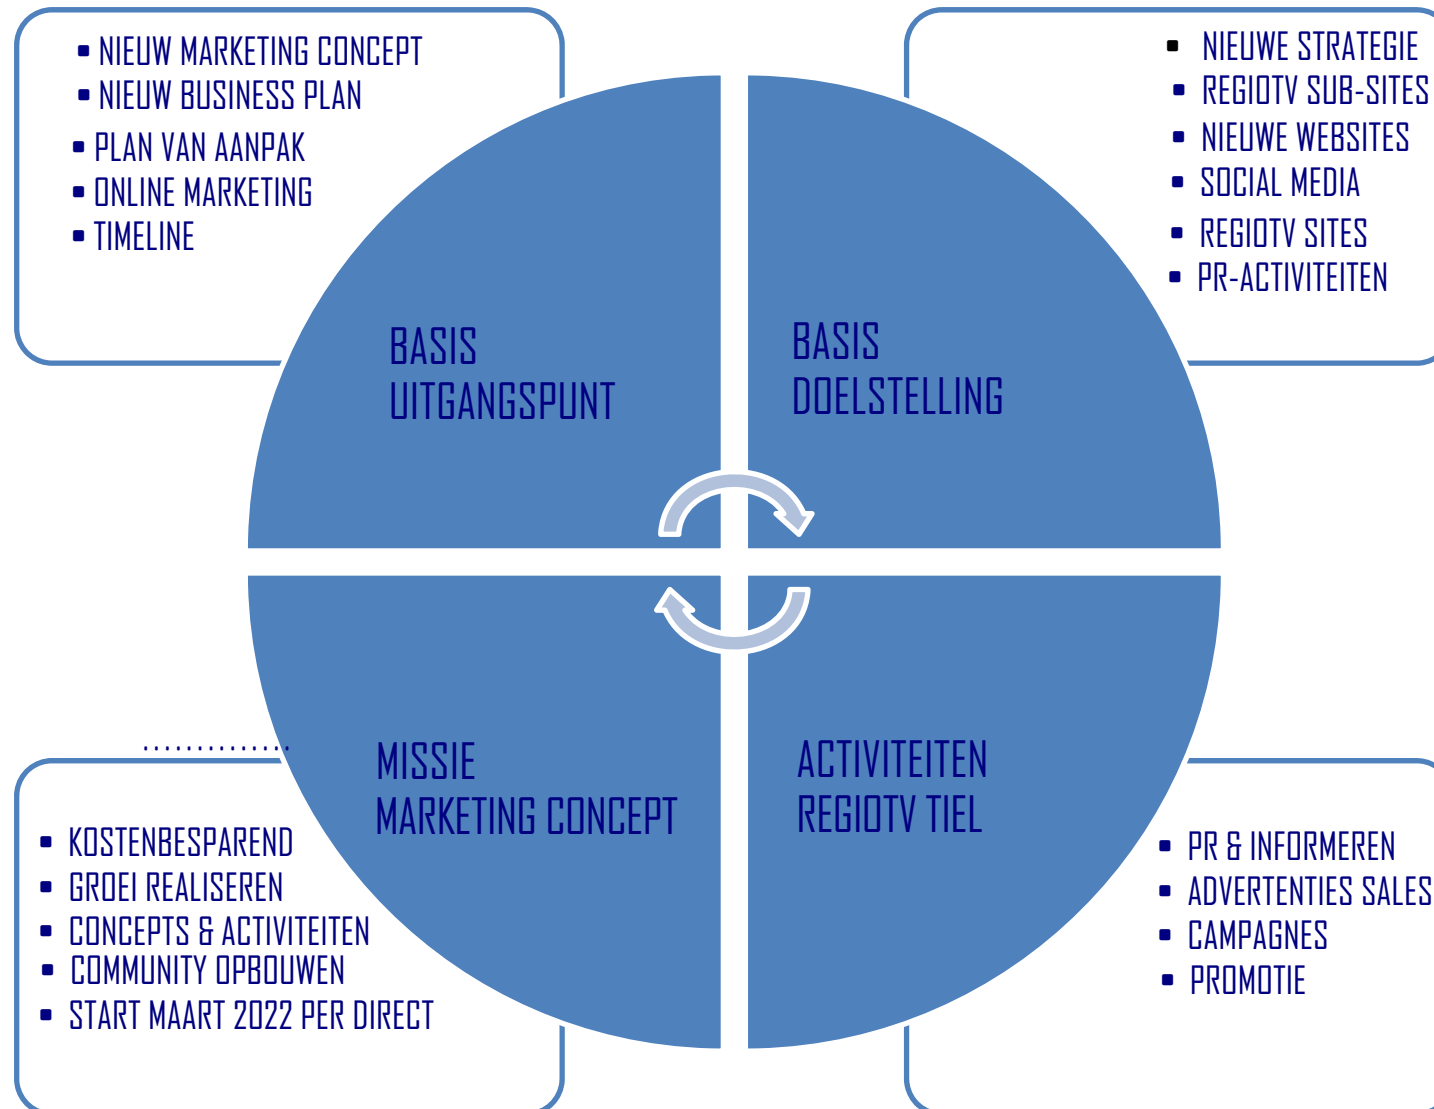 ▪ NIEUW MARKETING CONCEPT
▪ NIEUW BUSINESS PLAN
▪ PLAN VAN AANPAK
▪ ONLINE MARKETING
▪ TIMELINE
▪ NIEUWE STRATEGIE
▪ REGIOTV SUB-SITES
▪ NIEUWE WEBSITES
▪ SOCIAL MEDIA
▪ REGIOTV SITES
▪ PR-ACTIVITEITEN
BASIS
UITGANGSPUNT
BASIS
DOELSTELLING
MISSIE
MARKETING CONCEPT
ACTIVITEITEN
REGIOTV TIEL
..............
▪ KOSTENBESPAREND
▪ GROEI REALISEREN
▪ CONCEPTS & ACTIVITEITEN
▪ COMMUNITY OPBOUWEN
▪ START MAART 2022 PER DIRECT
▪ PR & INFORMEREN
▪ ADVERTENTIES SALES
▪ CAMPAGNES
▪ PROMOTIE